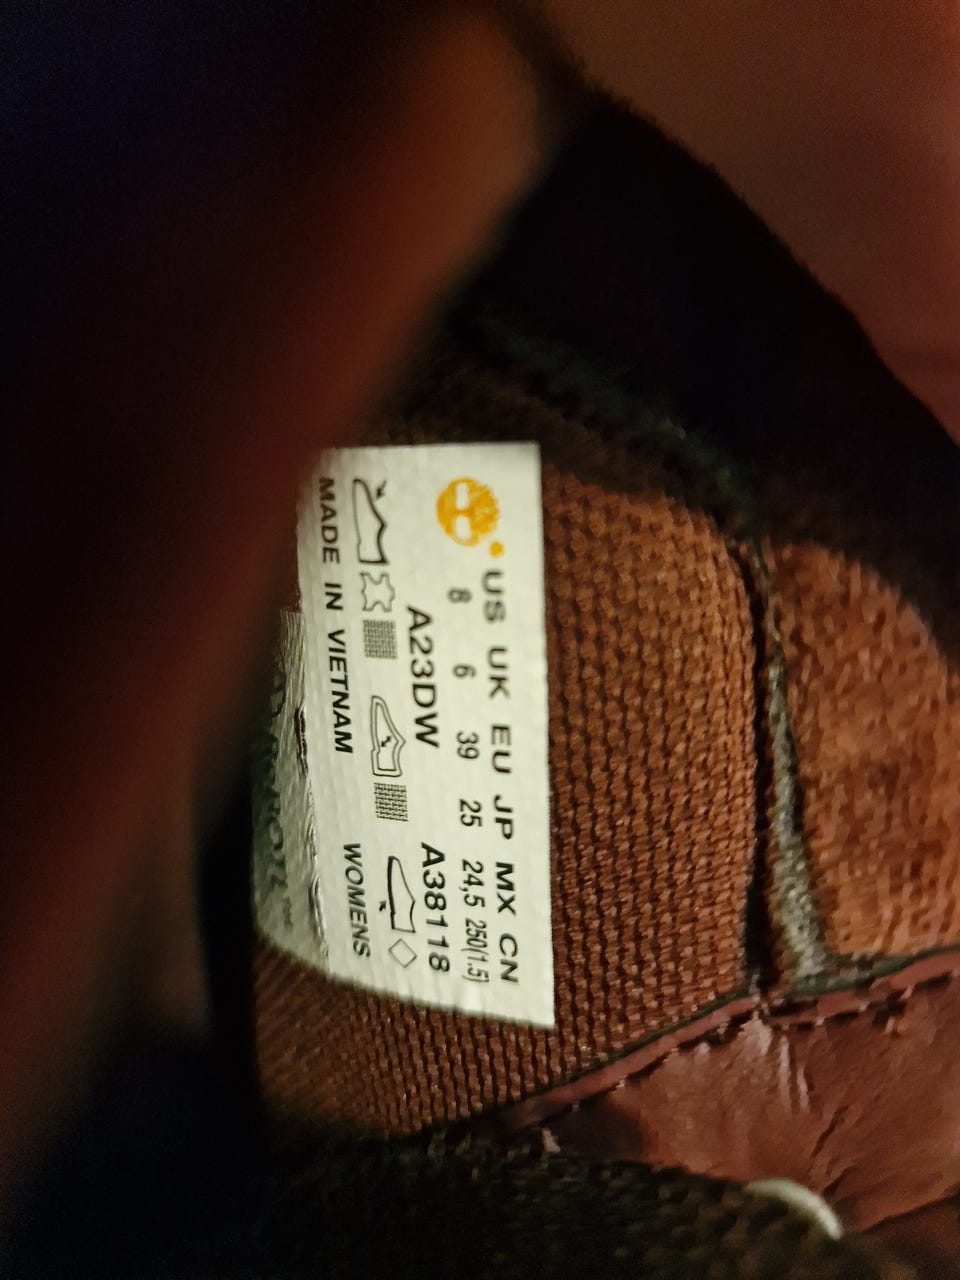 US UK EU JP MX CN
8 6 39 25 24,5 250(1.5)
A23DW A38118
MADE IN VIETNAM WOMENS